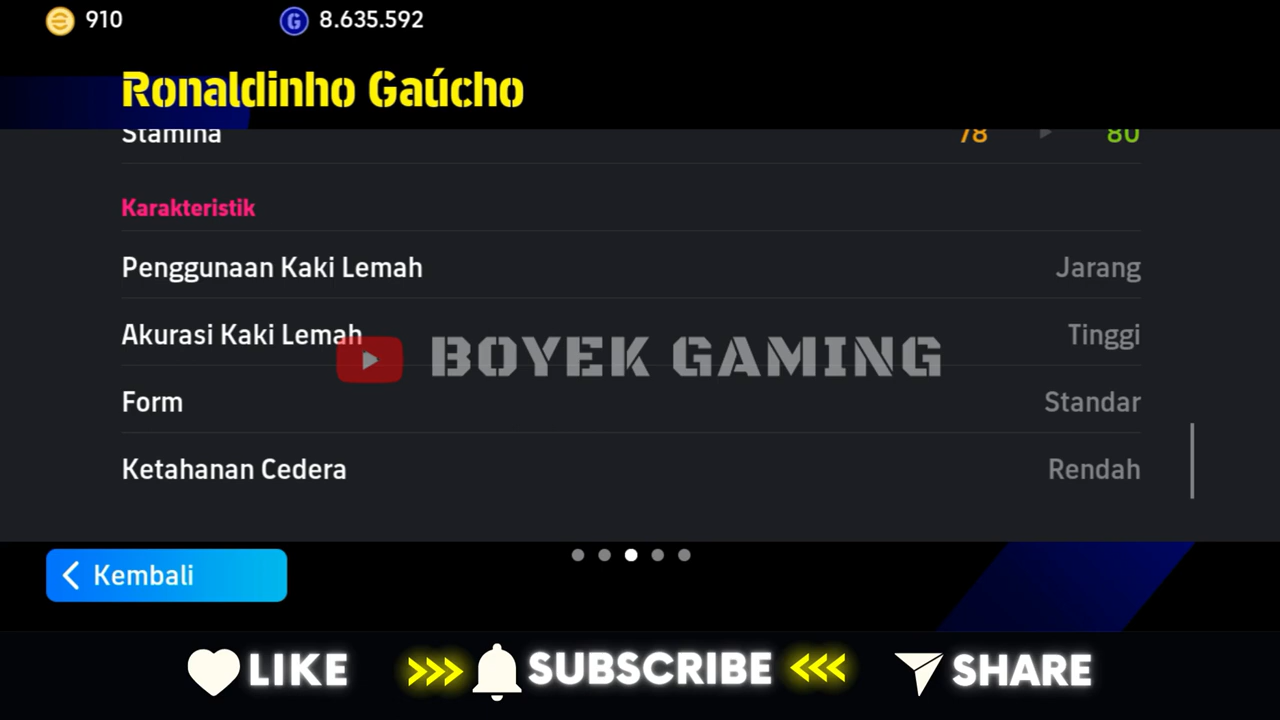 910 8.635.592
Ronaldinho Gaúcho
Stamina 78 80
Karakteristik
Penggunaan Kaki Lemah Jarang
Akurasi Kaki Lemah Tinggi
BOYEK GAMING
Form Standar
Ketahanan Cedera Rendah
Kembali
LIKE SUBSCRIBE SHARE